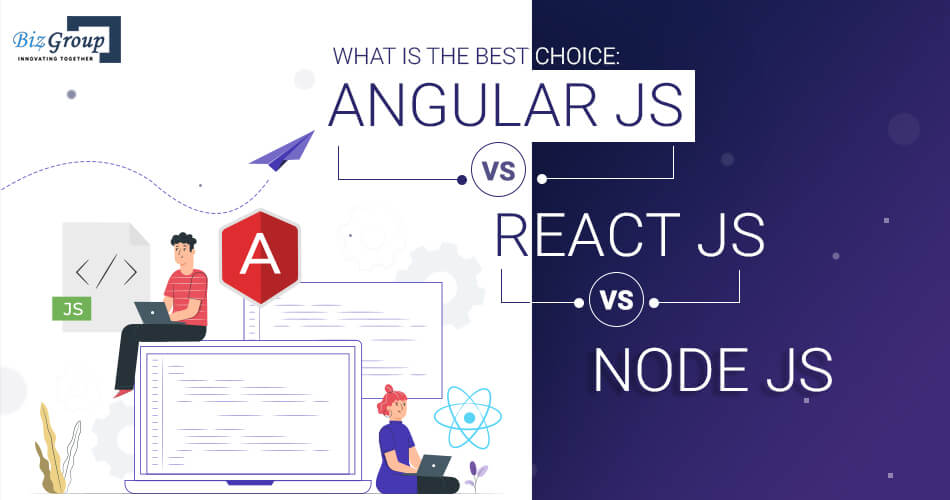 BizGroup
INNOVATING TOGETHER
WHAT IS THE BEST CHOICE:
ANGULAR JS
VS
REACT JS
VS
NODE JS
A
</>
JS